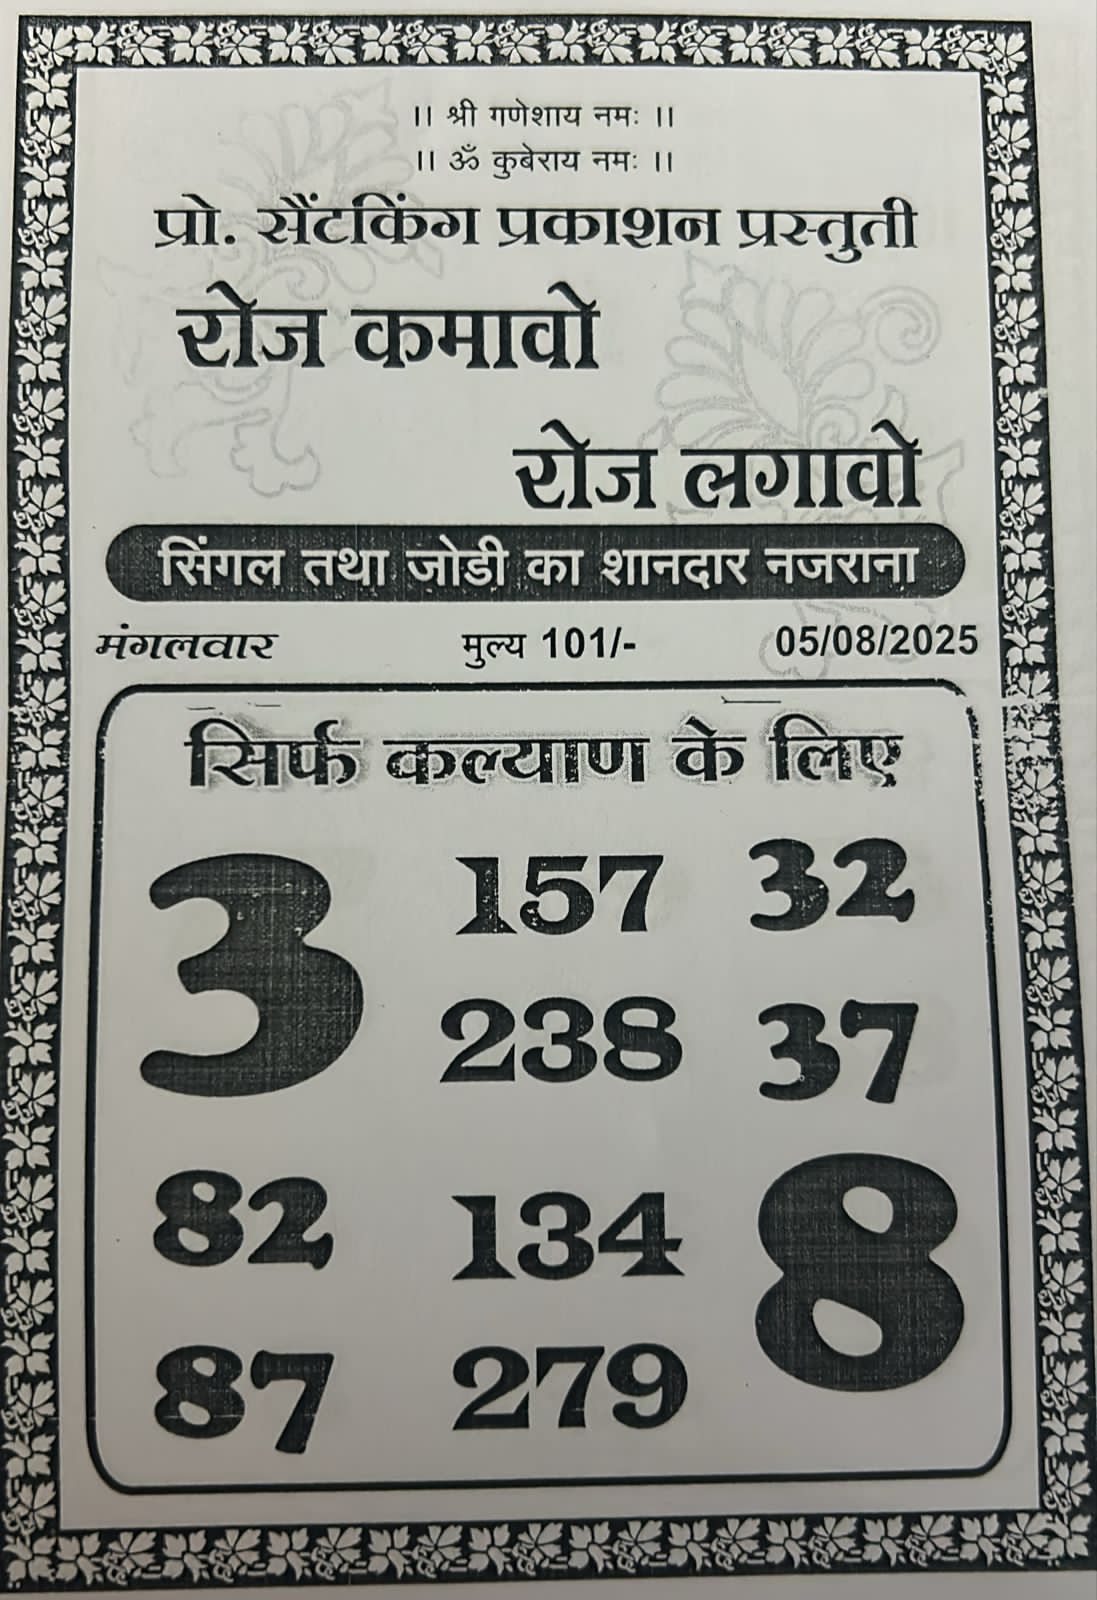 ।। श्री गणेशाय नमः ।।
।। ॐ कुबेराय नमः ।।
प्रो. सैंटकिंग प्रकाशन प्रस्तुती
रोज कमावो
रोज लगावो
सिंगल तथा जोडी का शानदार नजराना
मंगलवार मुल्य 101/- 05/08/2025
सिर्फ कल्याण के लिए
3 157 32
238 37
82 134 8
87 279